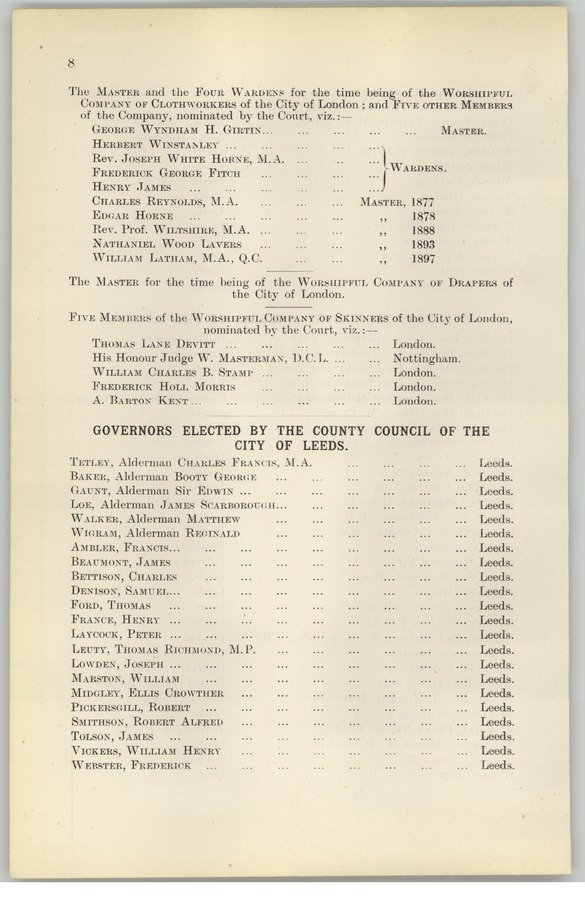 8
The Master and the Four Wardens for the time being of the Worshipful
Company of Clothworkers of the City of London ; and Five other Members
of the Company, nominated by the Court, viz. :—
George Wyndham H. Girtin... ... ... ... ... Master.
Herbert Winstanley ... ... ... ... ...
Rev. Joseph White Horne, M.A. ... ... ...
Frederick George Fitch ... ... ... ...
Wardens.
Henry James ... ... ... ... ... ...
Charles Reynolds, M.A. ... ... ... Master, 1877
Edgar Horne ... ... ... ... ... ,, 1878
Rev. Prof. Wiltshire, M.A. ... ... ... ,, 1888
Nathaniel Wood Lavers ... ... ... ,, 1893
William Latham, M.A., Q.C. ... ... ,, 1897
The Master for the time being of the Worshipful Company of Drapers of
the City of London.
Five Members of the Worshipful Company of Skinners of the City of London,
nominated by the Court, viz. :—
Thomas Lane Devitt ... ... ... ... ... London.
His Honour Judge W. Masterman, D.C.L. ... ... Nottingham.
William Charles B. Stamp ... ... ... ... London.
Frederick Holl Morris ... ... ... ... London.
A. Barton Kent... ... ... ... ... ... London.
GOVERNORS ELECTED BY THE COUNTY COUNCIL OF THE
CITY OF LEEDS.
Tetley, Alderman Charles Francis, M.A. ... ... ... ... Leeds.
Baker, Alderman Booty George ... ... ... ... ... ... Leeds.
Gaunt, Alderman Sir Edwin ... ... ... ... ... ... ... Leeds.
Loe, Alderman James Scarborough... ... ... ... ... ... Leeds.
Walker, Alderman Matthew ... ... ... ... ... ... Leeds.
Wigram, Alderman Reginald ... ... ... ... ... ... Leeds.
Ambler, Francis... ... ... ... ... ... ... ... ... Leeds.
Beaumont, James ... ... ... ... ... ... ... ... Leeds.
Bettison, Charles ... ... ... ... ... ... ... ... Leeds.
Denison, Samuel... ... ... ... ... ... ... ... ... Leeds.
Ford, Thomas ... ... ... ... ... ... ... ... ... Leeds.
France, Henry ... ... ... ... ... ... ... ... ... Leeds.
Laycock, Peter ... ... ... ... ... ... ... ... ... Leeds.
Leuty, Thomas Richmond, M.P. ... ... ... ... ... ... Leeds.
Lowden, Joseph ... ... ... ... ... ... ... ... ... Leeds.
Marston, William ... ... ... ... ... ... ... ... Leeds.
Midgley, Ellis Crowther ... ... ... ... ... ... ... Leeds.
Pickersgill, Robert ... ... ... ... ... ... ... ... Leeds.
Smithson, Robert Alfred ... ... ... ... ... ... ... Leeds.
Tolson, James ... ... ... ... ... ... ... ... ... Leeds.
Vickers, William Henry ... ... ... ... ... ... ... Leeds.
Webster, Frederick ... ... ... ... ... ... ... ... Leeds.